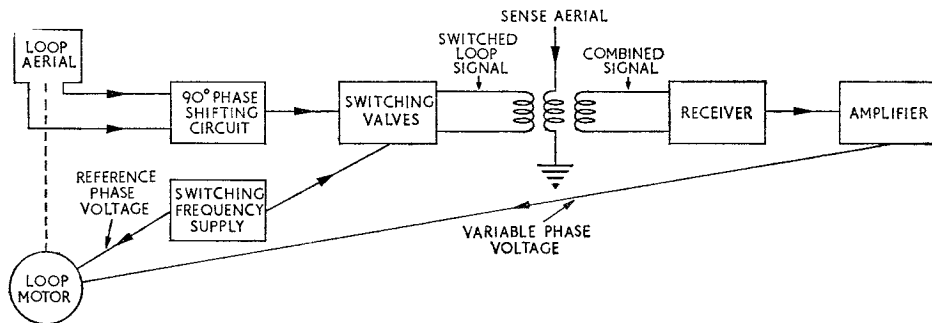 SENSE AERIAL
LOOP
AERIAL
SWITCHED
LOOP
SIGNAL
COMBINED
SIGNAL
90° PHASE
SHIFTING
CIRCUIT
SWITCHING
VALVES
RECEIVER
AMPLIFIER
REFERENCE
PHASE
VOLTAGE
SWITCHING
FREQUENCY
SUPPLY
VARIABLE PHASE
VOLTAGE
LOOP
MOTOR